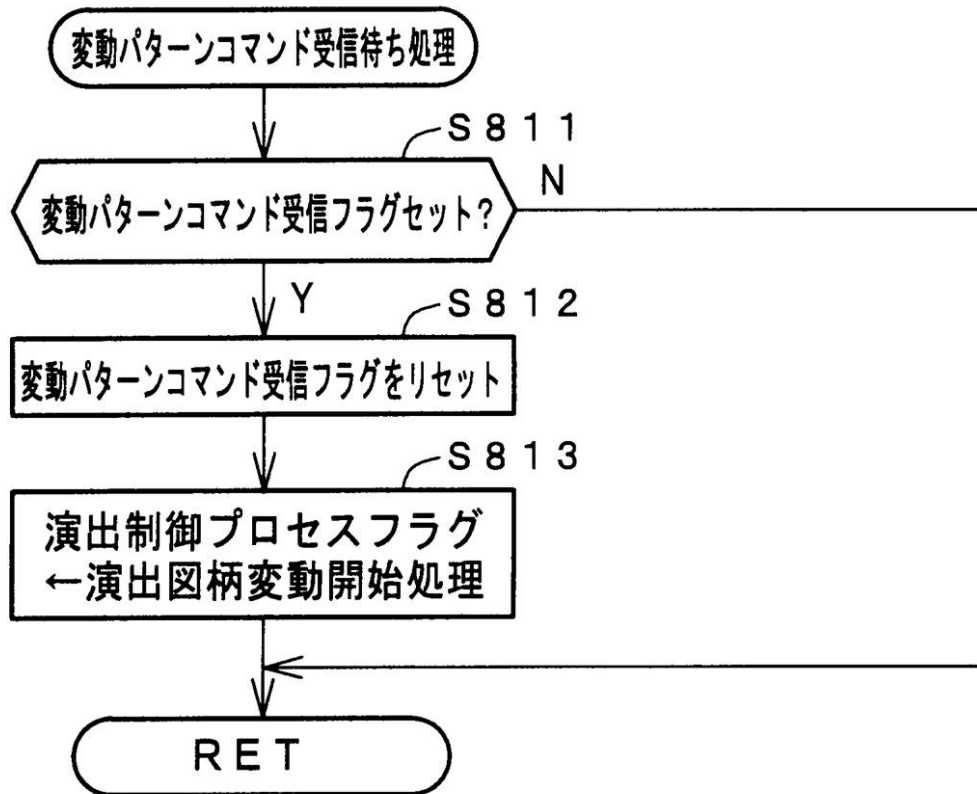 変動パターンコマンド受信待ち処理
S811
変動パターンコマンド受信フラグセット?
N
Y
S812
変動パターンコマンド受信フラグをリセット
S813
演出制御プロセスフラグ
←演出図柄変動開始処理
RET